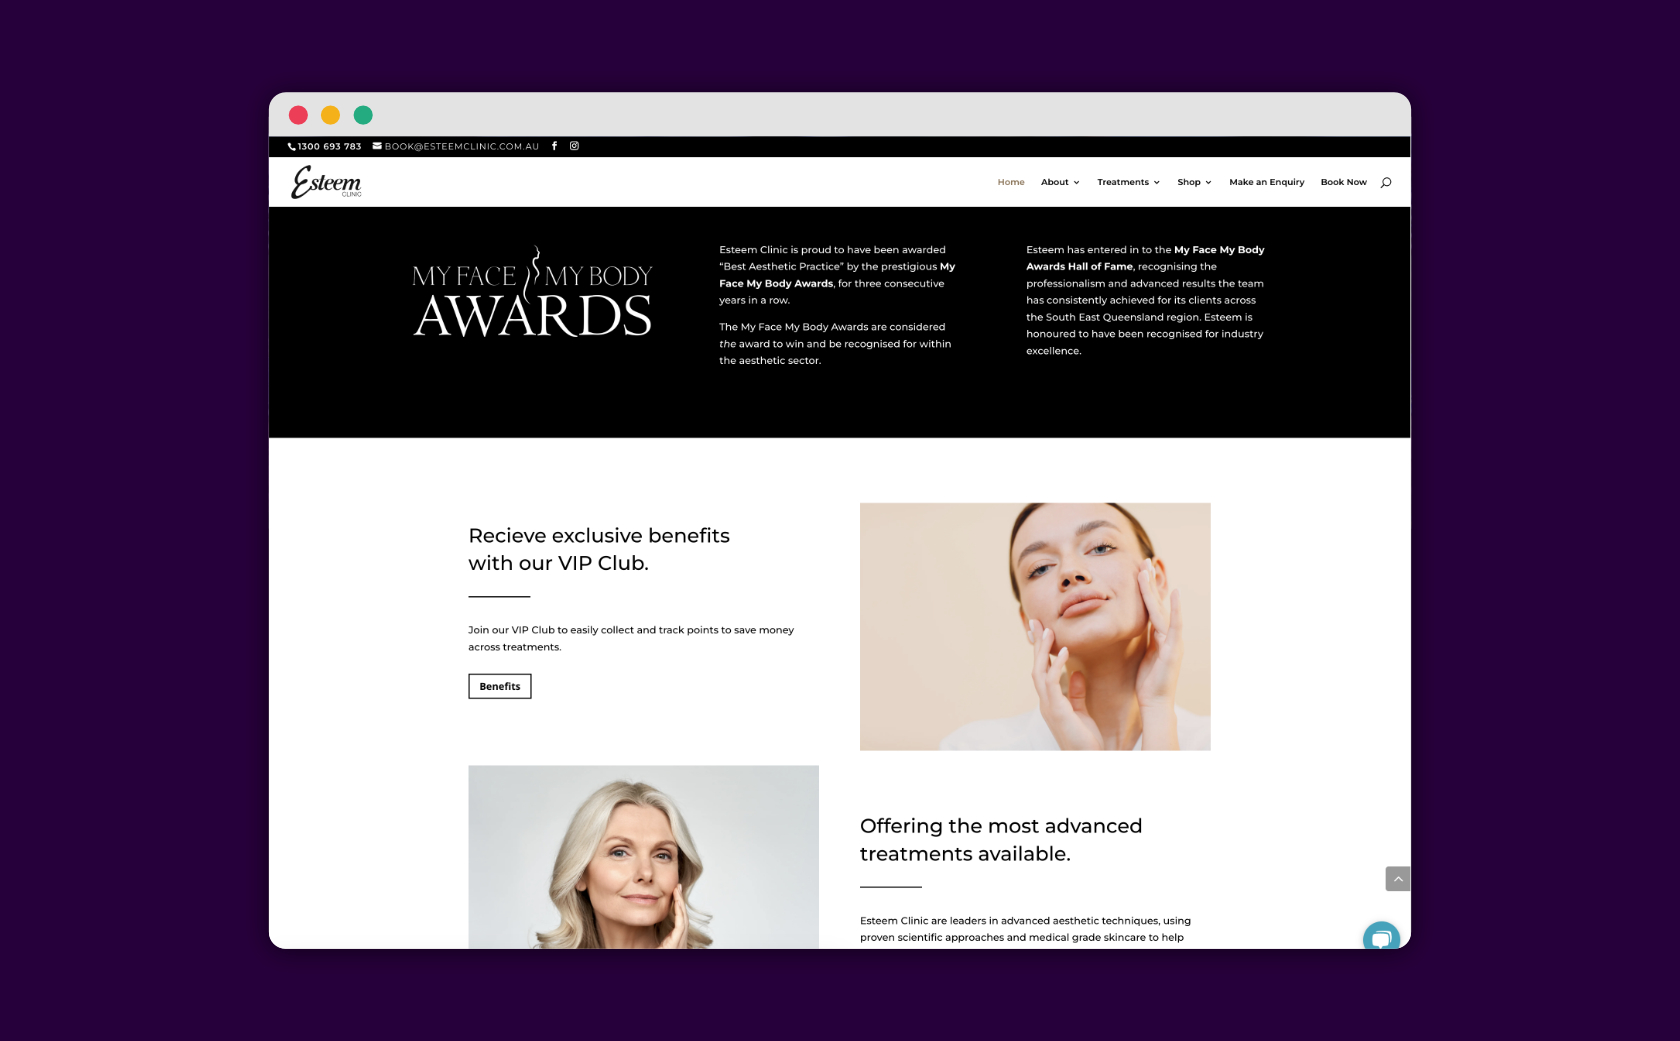 1300 693 783 BOOK@ESTEEMCLINIC.COM.AU
Esteem
CLINIC
Home About Treatments Shop Make an Enquiry Book Now
MY FACE MY BODY
AWARDS
Esteem Clinic is proud to have been awarded
“Best Aesthetic Practice” by the prestigious My
Face My Body Awards, for three consecutive
years in a row.
The My Face My Body Awards are considered
the award to win and be recognised for within
the aesthetic sector.
Esteem has entered in to the My Face My Body
Awards Hall of Fame, recognising the
professionalism and advanced results the team
has consistently achieved for its clients across
the South East Queensland region. Esteem is
honoured to have been recognised for industry
excellence.
Recieve exclusive benefits
with our VIP Club.
Join our VIP Club to easily collect and track points to save money
across treatments.
Benefits
Offering the most advanced
treatments available.
Esteem Clinic are leaders in advanced aesthetic techniques, using
proven scientific approaches and medical grade skincare to help